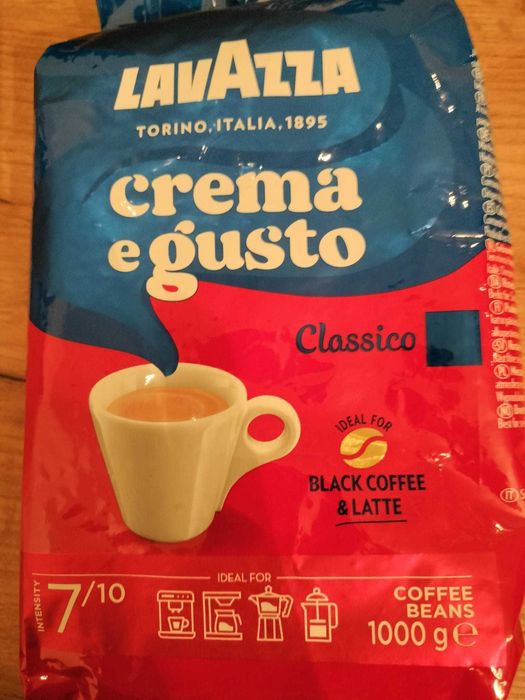 LAVAZZA
TORINO, ITALIA, 1895
crema
e gusto
Classico
IDEAL FOR
BLACK COFFEE
& LATTE
INTENSITY
7/10
IDEAL FOR
COFFEE
BEANS
1000 g ℮
IT